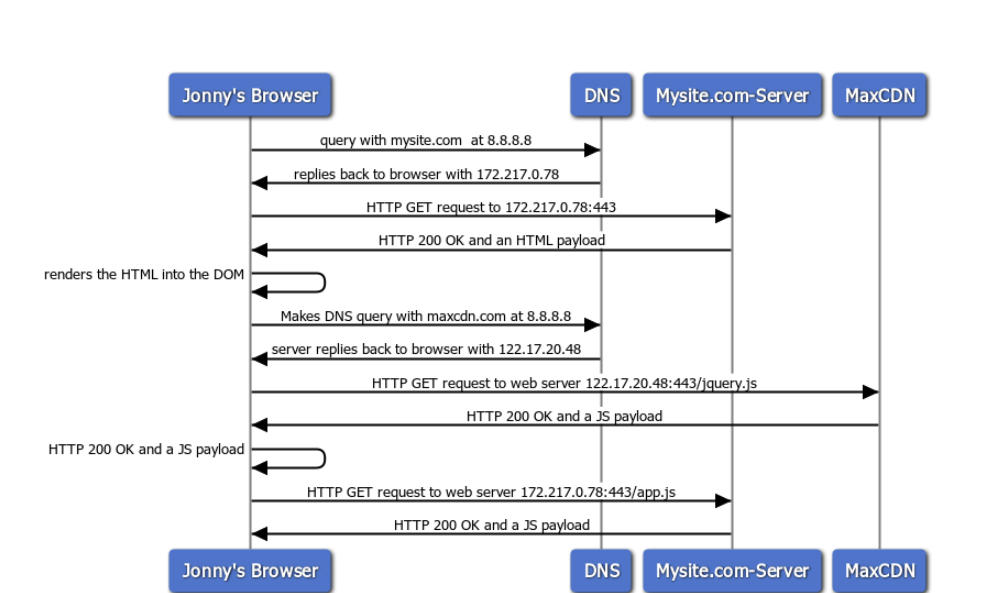 Jonny's Browser DNS Mysite.com-Server MaxCDN
query with mysite.com  at 8.8.8.8
replies back to browser with 172.217.0.78
HTTP GET request to 172.217.0.78:443
HTTP 200 OK and an HTML payload
renders the HTML into the DOM
Makes DNS query with maxcdn.com at 8.8.8.8
server replies back to browser with 122.17.20.48
HTTP GET request to web server 122.17.20.48:443/jquery.js
HTTP 200 OK and a JS payload
HTTP 200 OK and a JS payload
HTTP GET request to web server 172.217.0.78:443/app.js
HTTP 200 OK and a JS payload
Jonny's Browser DNS Mysite.com-Server MaxCDN